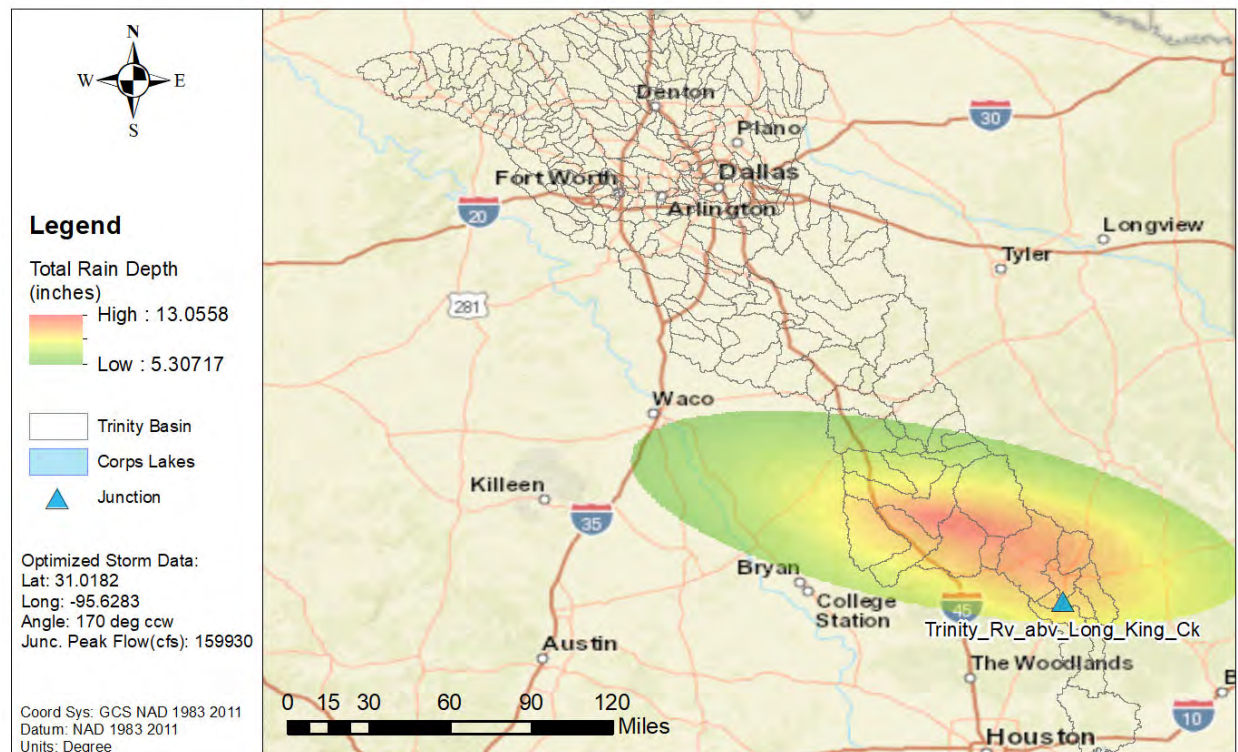 N
W E
S
Legend
Total Rain Depth
(inches)
High : 13.0558
Low : 5.30717
Trinity Basin
Corps Lakes
Junction
Optimized Storm Data:
Lat: 31.0182
Long: -95.6283
Angle: 170 deg ccw
Junc. Peak Flow(cfs): 159930
Coord Sys: GCS NAD 1983 2011
Datum: NAD 1983 2011
Units: Degree
Denton
30
Plano
Fort Worth
Dallas
20
Arlington
Longview
Tyler
281
Waco
Killeen
35
Bryan
College
Station
45
Trinity_Rv_abv_Long_King_Ck
Austin
The Woodlands
B
10
Houston
0 15 30 60 90 120
Miles